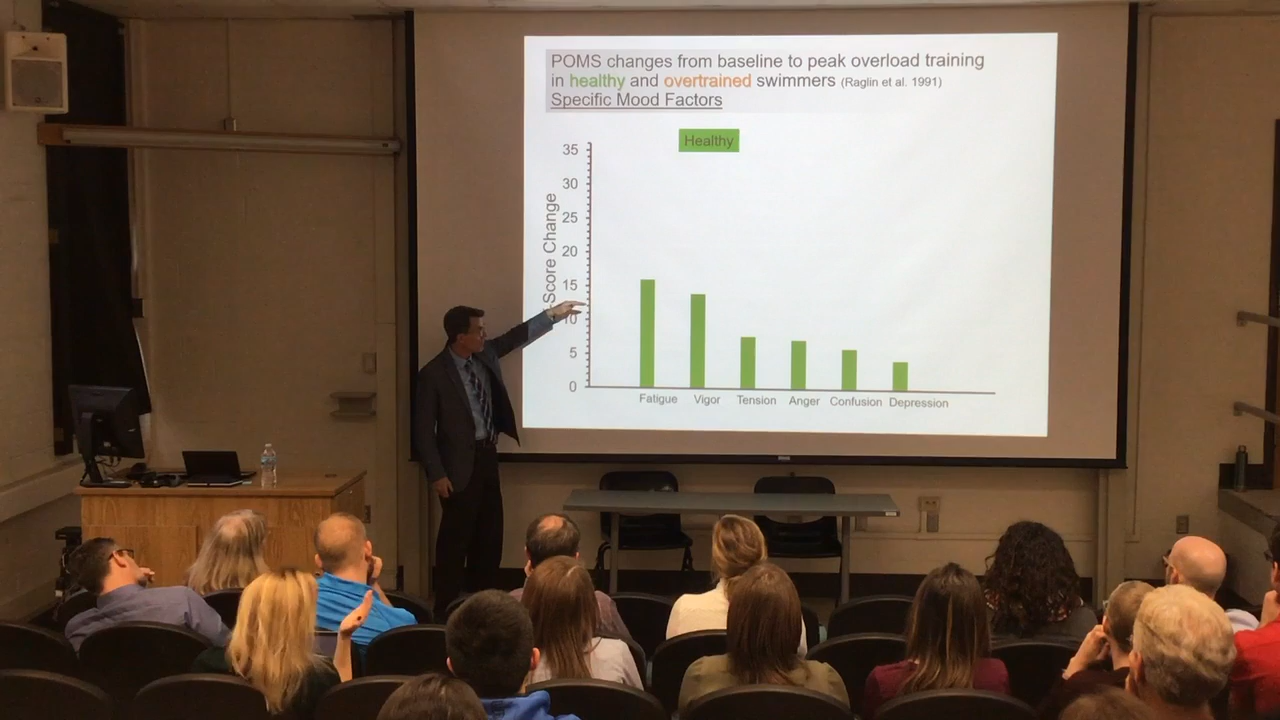 POMS changes from baseline to peak overload training
in healthy and overtrained swimmers (Raglin et al. 1991)
Specific Mood Factors
Healthy
35
30
25
20
15
10
5
0
Score Change
Fatigue Vigor Tension Anger Confusion Depression